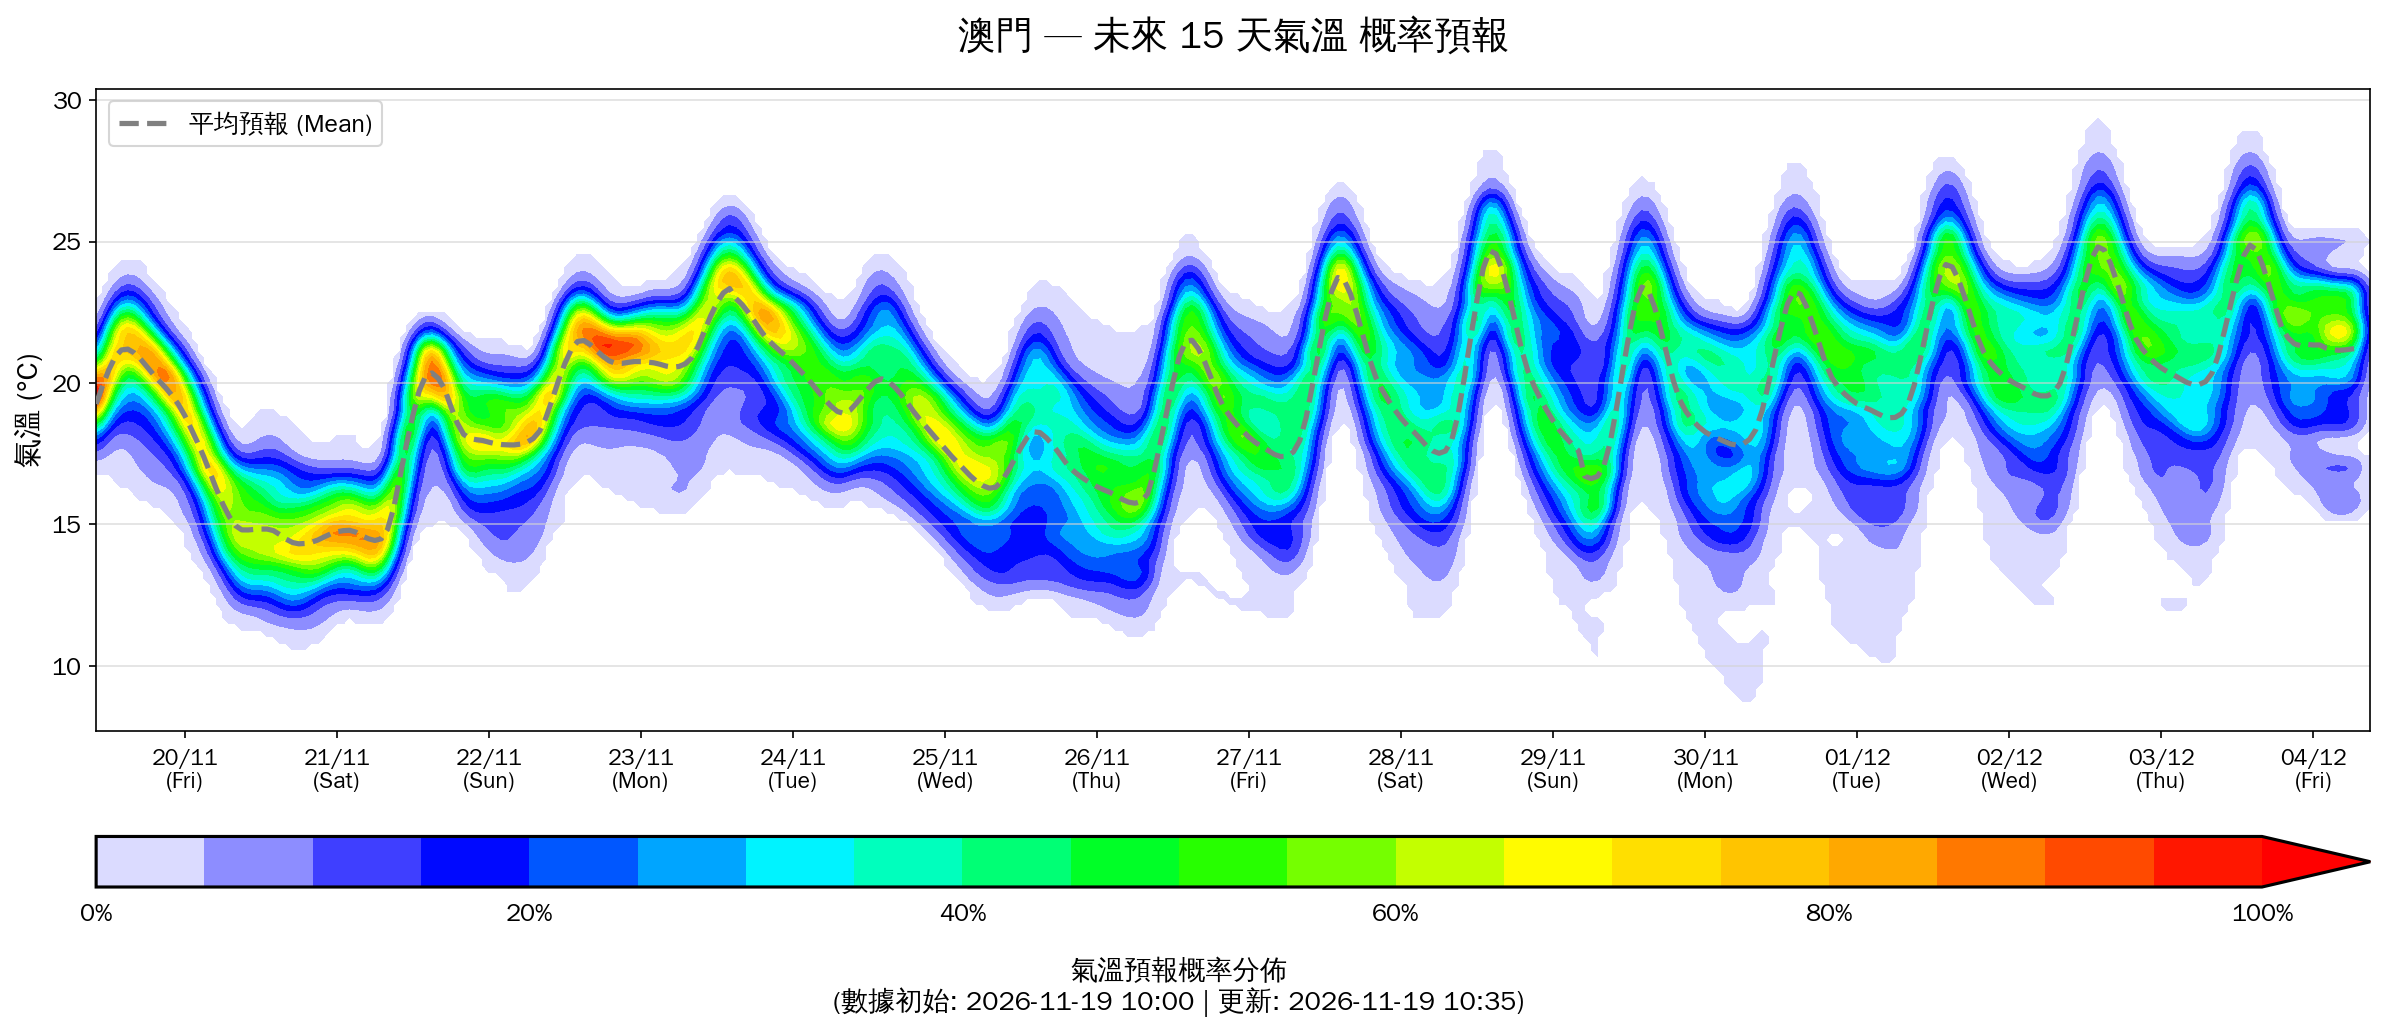 澳門 — 未來 15 天氣溫 概率預報
平均預報 (Mean)
氣溫 (°C)
30
25
20
15
10
20/11 21/11 22/11 23/11 24/11 25/11 26/11 27/11 28/11 29/11 30/11 01/12 02/12 03/12 04/12
(Fri) (Sat) (Sun) (Mon) (Tue) (Wed) (Thu) (Fri) (Sat) (Sun) (Mon) (Tue) (Wed) (Thu) (Fri)
0% 20% 40% 60% 80% 100%
氣溫預報概率分佈
(數據初始: 2026-11-19 10:00 | 更新: 2026-11-19 10:35)